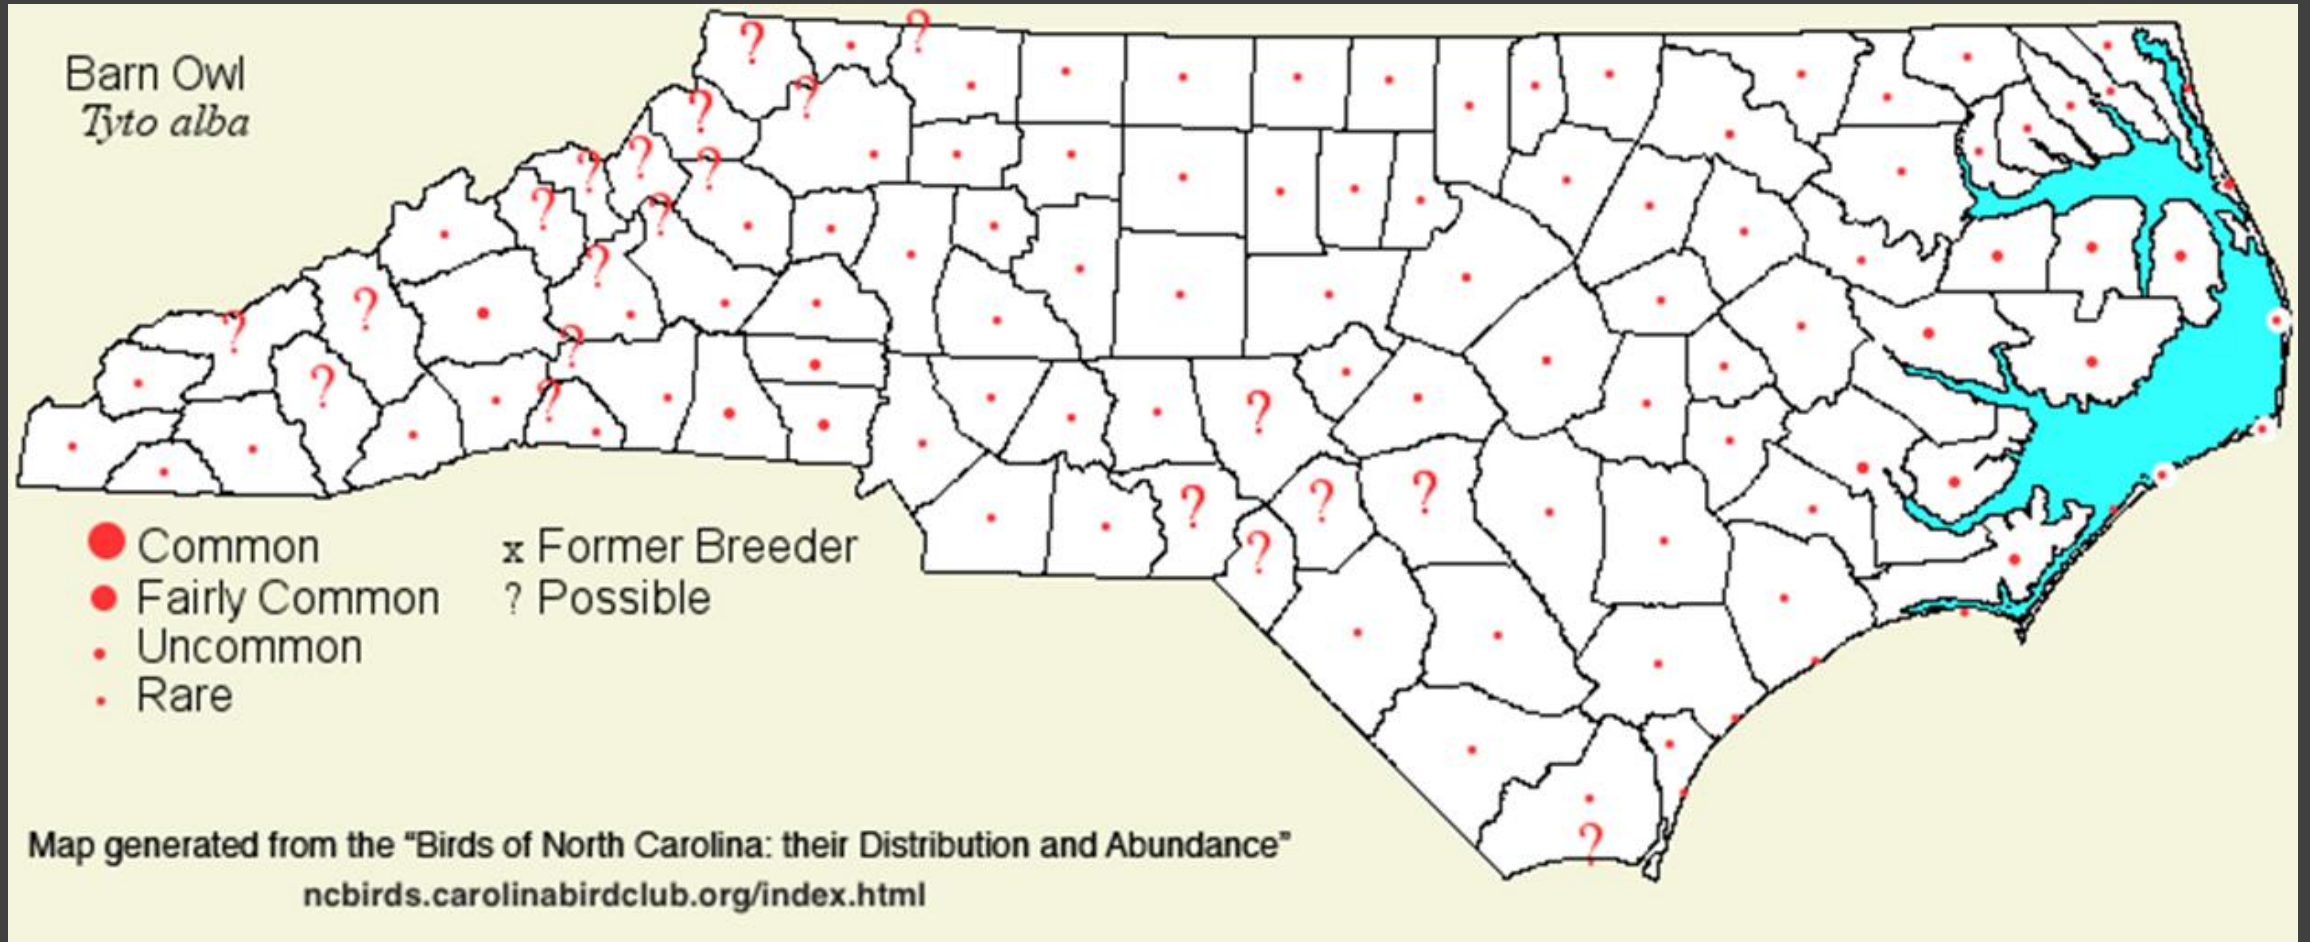 Barn Owl
Tyto alba
Common
Fairly Common
Uncommon
Rare
x Former Breeder
? Possible
Map generated from the “Birds of North Carolina: their Distribution and Abundance”
ncbirds.carolinabirdclub.org/index.html